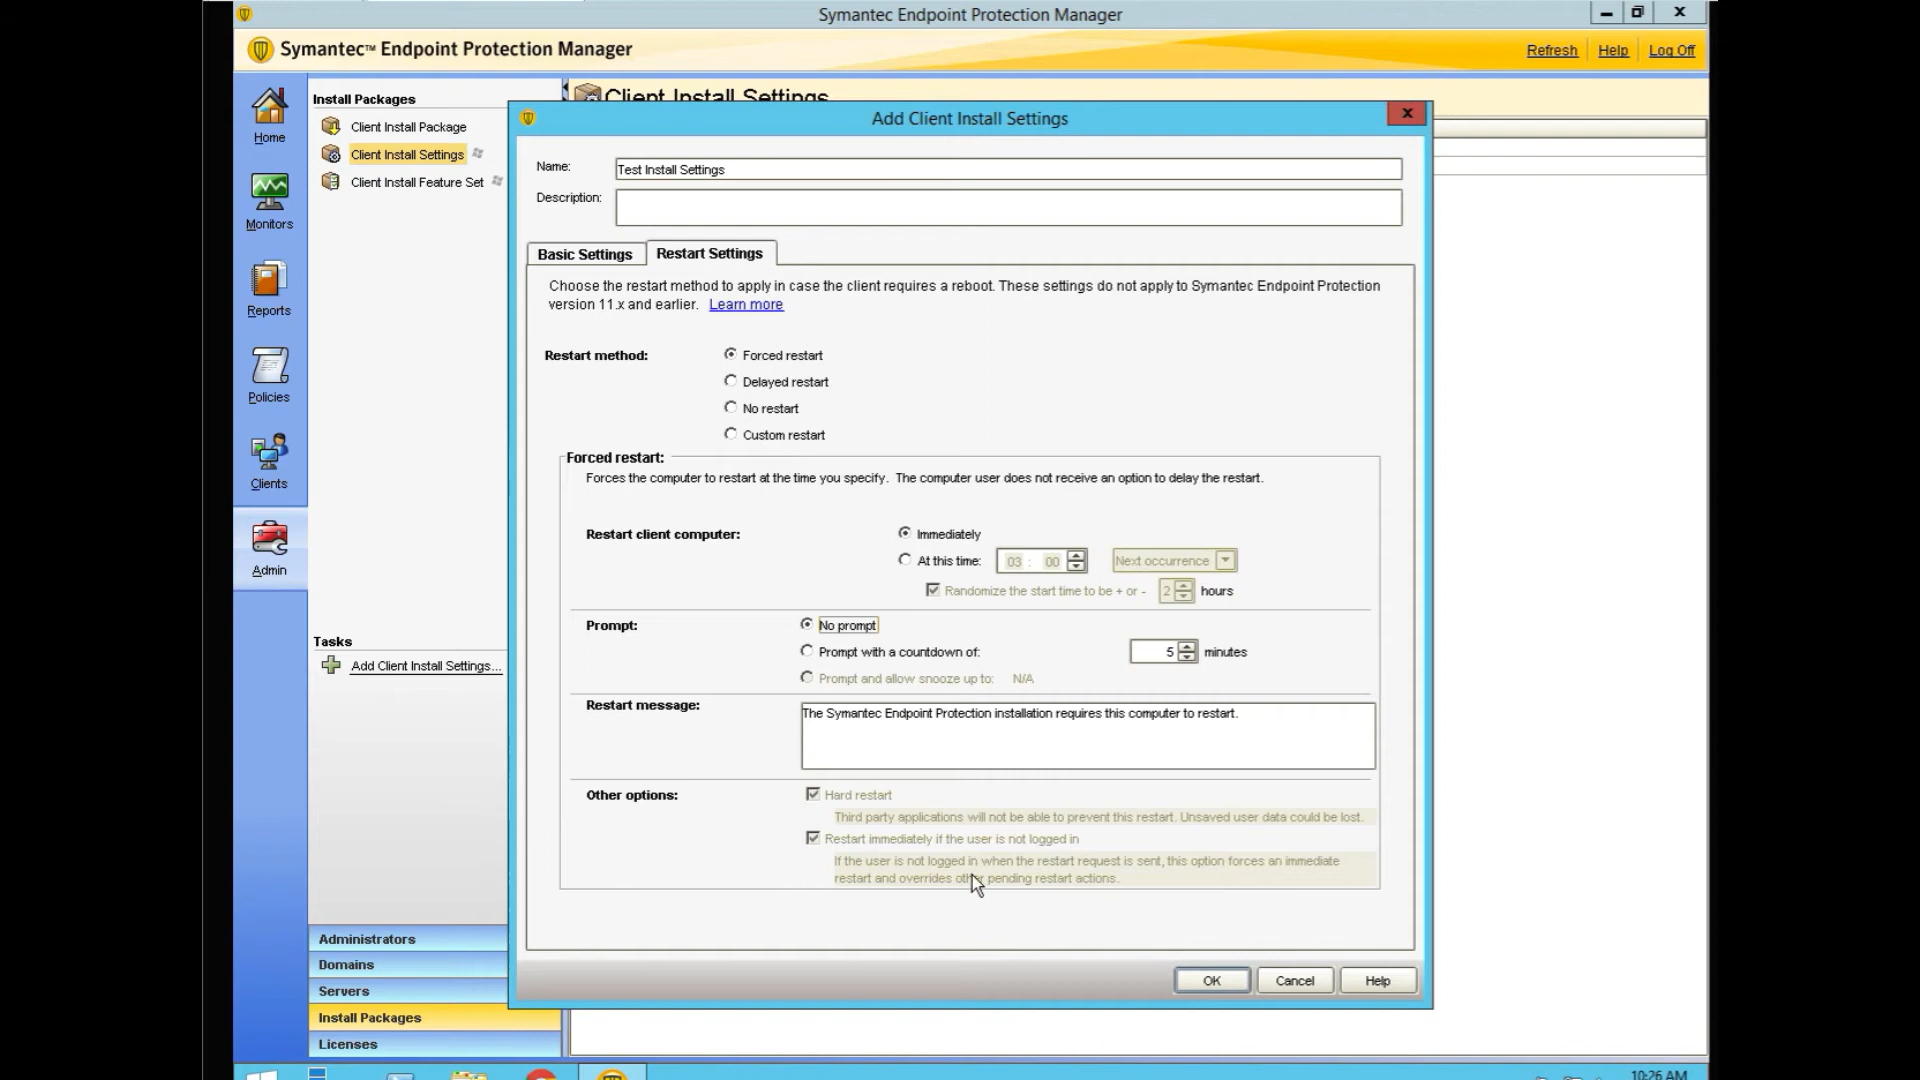 Symantec Endpoint Protection Manager
Symantec™ Endpoint Protection Manager
Refresh
Help
Log Off
Home
Monitors
Reports
Policies
Clients
Admin
Install Packages
Client Install Package
Client Install Settings
Client Install Feature Set
Tasks
Add Client Install Settings...
Administrators
Domains
Servers
Install Packages
Licenses
Client Install Settings
Add Client Install Settings
Name:
Test Install Settings
Description:
Basic Settings
Restart Settings
Choose the restart method to apply in case the client requires a reboot. These settings do not apply to Symantec Endpoint Protection
version 11.x and earlier. Learn more
Restart method:
Forced restart
Delayed restart
No restart
Custom restart
Forced restart:
Forces the computer to restart at the time you specify. The computer user does not receive an option to delay the restart.
Restart client computer:
Immediately
At this time: 03 : 00 Next occurrence
Randomize the start time to be + or - 2 hours
Prompt:
No prompt
Prompt with a countdown of: 5 minutes
Prompt and allow snooze up to: N/A
Restart message:
The Symantec Endpoint Protection installation requires this computer to restart.
Other options:
Hard restart
Third party applications will not be able to prevent this restart. Unsaved user data could be lost.
Restart immediately if the user is not logged in
If the user is not logged in when the restart request is sent, this option forces an immediate
restart and overrides other pending restart actions.
OK
Cancel
Help
10:26 AM